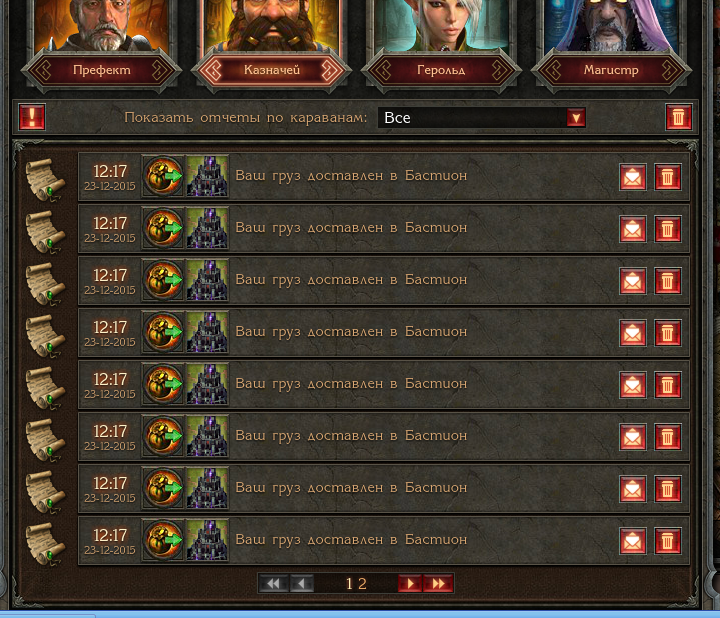 Префект Казначей Герольд Магистр
Показать отчеты по караванам: Все
12:17 Ваш груз доставлен в Бастион
23-12-2015
12:17 Ваш груз доставлен в Бастион
23-12-2015
12:17 Ваш груз доставлен в Бастион
23-12-2015
12:17 Ваш груз доставлен в Бастион
23-12-2015
12:17 Ваш груз доставлен в Бастион
23-12-2015
12:17 Ваш груз доставлен в Бастион
23-12-2015
12:17 Ваш груз доставлен в Бастион
23-12-2015
12:17 Ваш груз доставлен в Бастион
23-12-2015
1 2